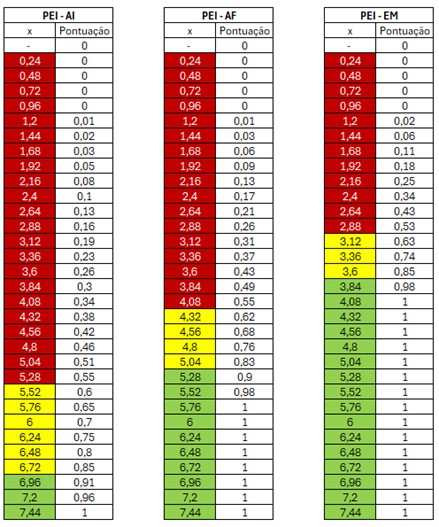 PEI - AI PEI - AF PEI - EM
x Pontuação x Pontuação x Pontuação
- 0 - 0 - 0
0,24 0 0,24 0 0,24 0
0,48 0 0,48 0 0,48 0
0,72 0 0,72 0 0,72 0
0,96 0 0,96 0 0,96 0
1,2 0,01 1,2 0,01 1,2 0,02
1,44 0,02 1,44 0,03 1,44 0,06
1,68 0,03 1,68 0,06 1,68 0,11
1,92 0,05 1,92 0,09 1,92 0,18
2,16 0,08 2,16 0,13 2,16 0,25
2,4 0,1 2,4 0,17 2,4 0,34
2,64 0,13 2,64 0,21 2,64 0,43
2,88 0,16 2,88 0,26 2,88 0,53
3,12 0,19 3,12 0,31 3,12 0,63
3,36 0,23 3,36 0,37 3,36 0,74
3,6 0,26 3,6 0,43 3,6 0,85
3,84 0,3 3,84 0,49 3,84 0,98
4,08 0,34 4,08 0,55 4,08 1
4,32 0,38 4,32 0,62 4,32 1
4,56 0,42 4,56 0,68 4,56 1
4,8 0,46 4,8 0,76 4,8 1
5,04 0,51 5,04 0,83 5,04 1
5,28 0,55 5,28 0,9 5,28 1
5,52 0,6 5,52 0,98 5,52 1
5,76 0,65 5,76 1 5,76 1
6 0,7 6 1 6 1
6,24 0,75 6,24 1 6,24 1
6,48 0,8 6,48 1 6,48 1
6,72 0,85 6,72 1 6,72 1
6,96 0,91 6,96 1 6,96 1
7,2 0,96 7,2 1 7,2 1
7,44 1 7,44 1 7,44 1